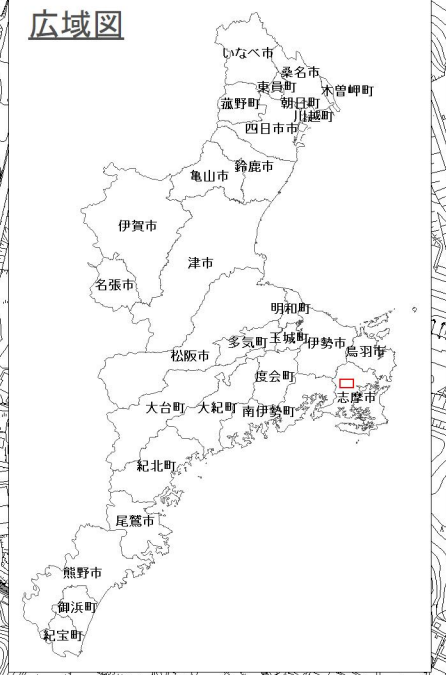 広域図
いなべ市
桑名市
東員町
木曽岬町
菰野町
朝日町
川越町
四日市市
鈴鹿市
亀山市
伊賀市
津市
名張市
明和町
玉城町
伊勢市
多気町
鳥羽市
松阪市
度会町
志摩市
大台町
大紀町
南伊勢町
紀北町
尾鷲市
熊野市
御浜町
紀宝町